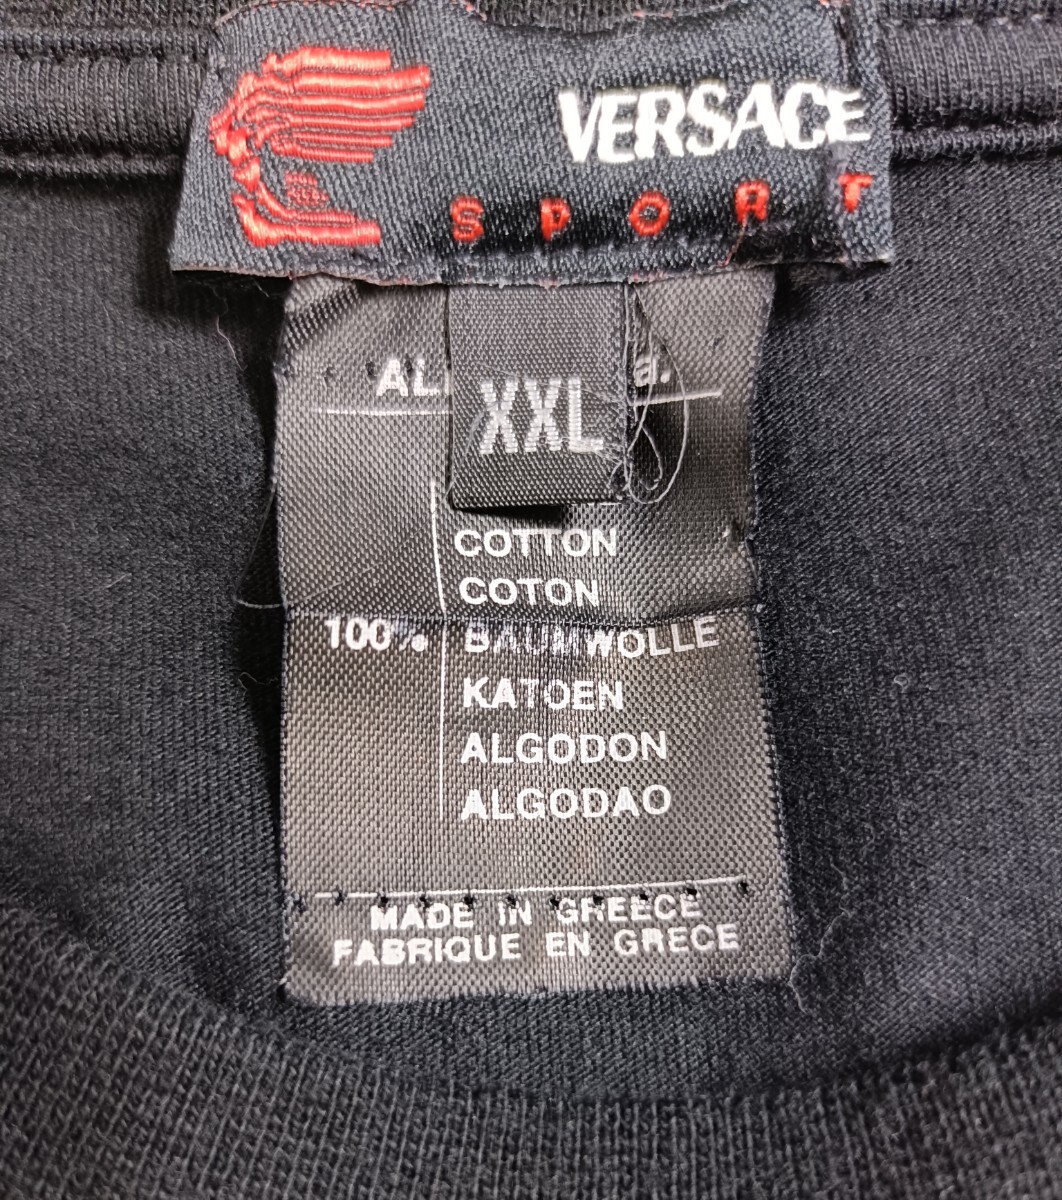 VERSACE
SPORT
XXL
COTTON
COTON
100% BAUMWOLLE
KATOEN
ALGODON
ALGODAO
MADE IN GREECE
FABRIQUE EN GRECE